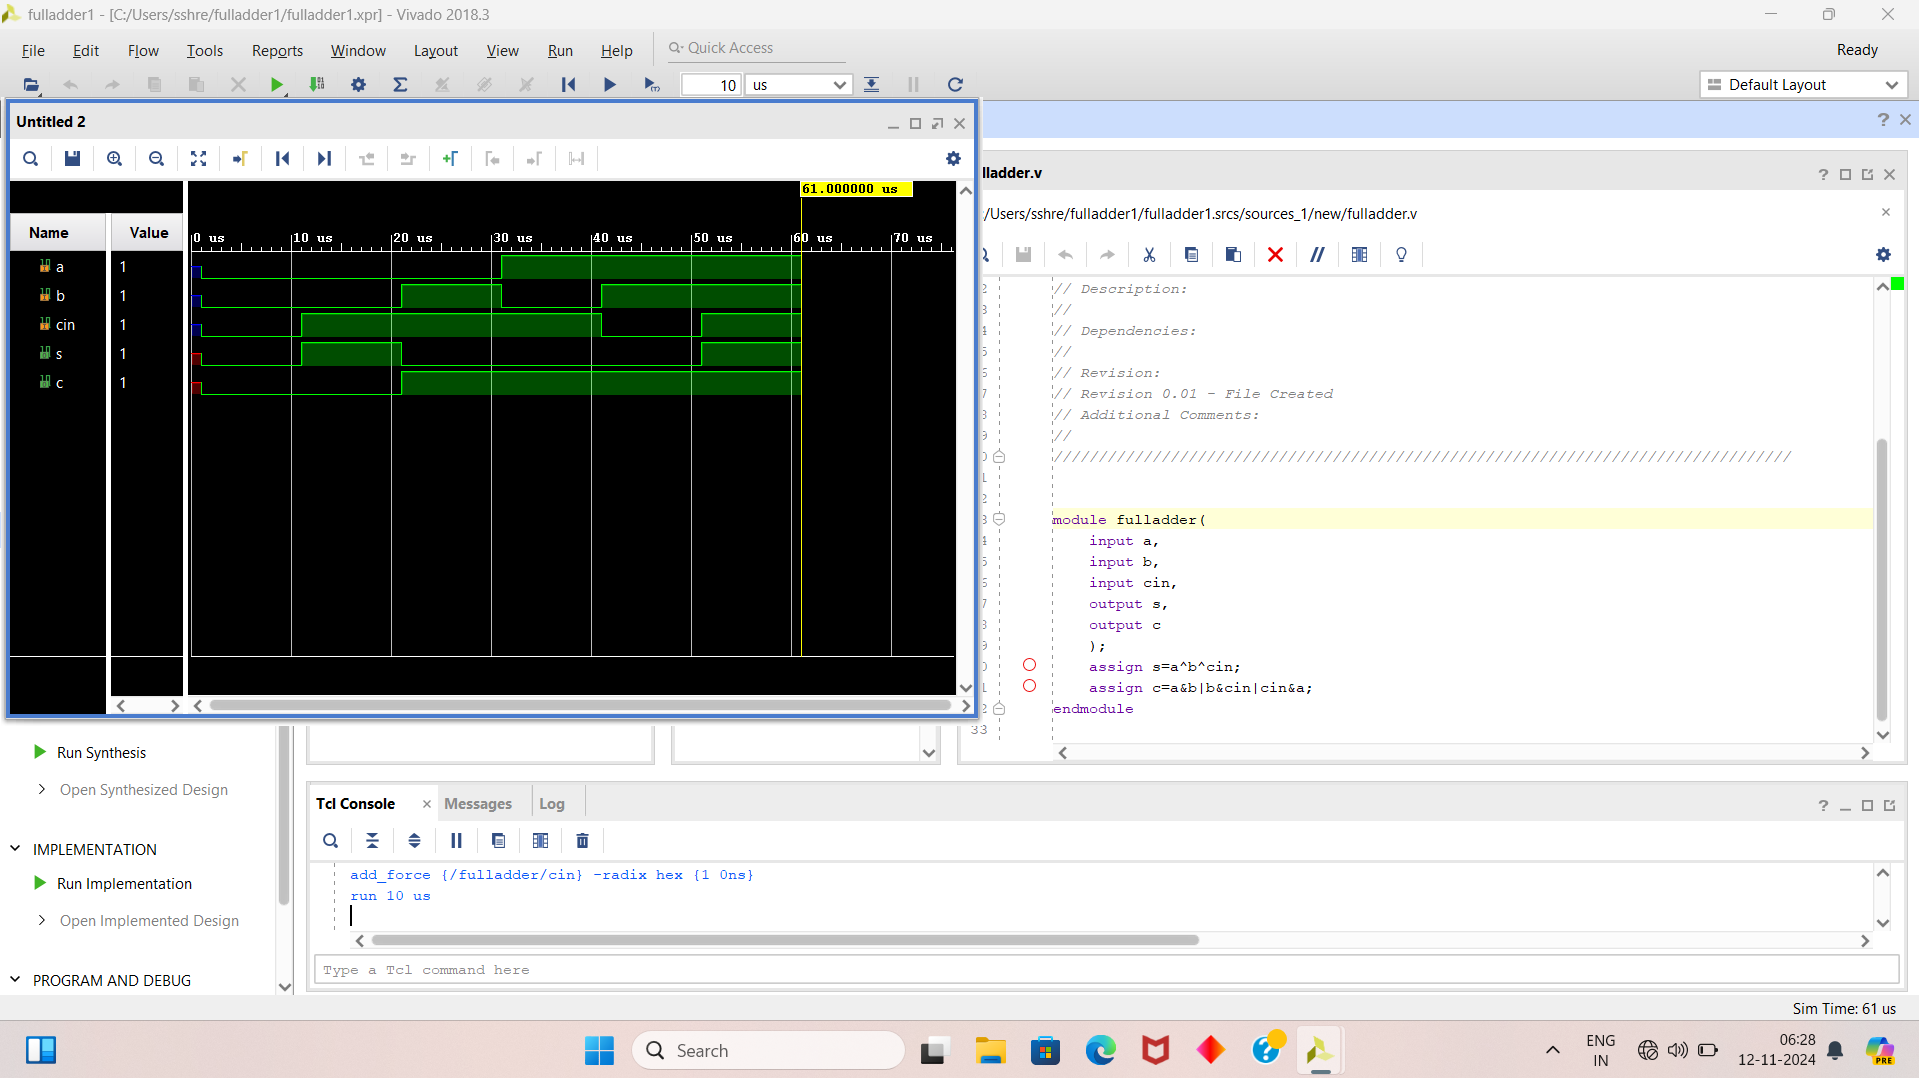 fulladder1 - [C:/Users/sshre/fulladder1/fulladder1.xpr] - Vivado 2018.3
File Edit Flow Tools Reports Window Layout View Run Help Quick Access
Ready
10 us
Default Layout
Untitled 2
61.000000 us
Name Value
0 us 10 us 20 us 30 us 40 us 50 us 60 us 70 us
a 1
b 1
cin 1
s 1
c 1
lladder.v
:/Users/sshre/fulladder1/fulladder1.srcs/sources_1/new/fulladder.v
// Description:
//
// Dependencies:
//
// Revision:
// Revision 0.01 - File Created
// Additional Comments:
//
//////////////////////////////////////////////////////////////////////////////////
module fulladder(
input a,
input b,
input cin,
output s,
output c
);
assign s=a^b^cin;
assign c=a&b|b&cin|cin&a;
endmodule
33
Run Synthesis
Open Synthesized Design
IMPLEMENTATION
Run Implementation
Open Implemented Design
PROGRAM AND DEBUG
Tcl Console Messages Log
add_force {/fulladder/cin} -radix hex {1 0ns}
run 10 us
Type a Tcl command here
Sim Time: 61 us
Search
ENG
IN
06:28
12-11-2024
PRE